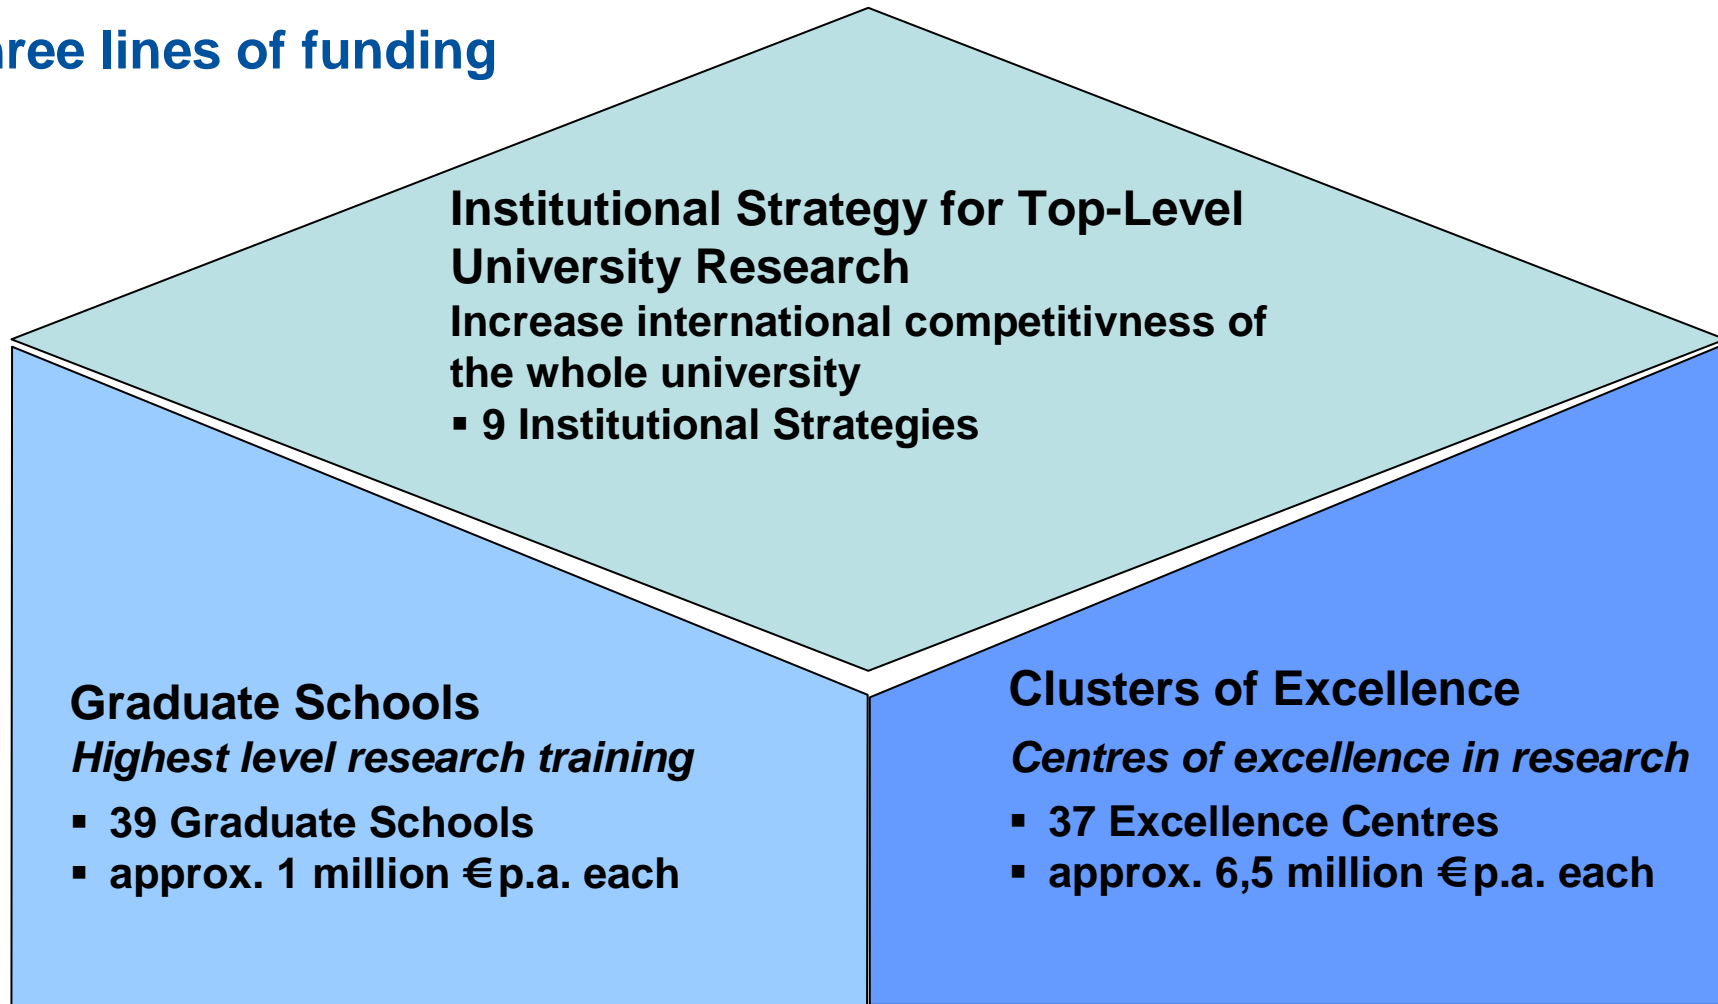 ree lines of funding
Institutional Strategy for Top-Level
University Research
Increase international competitivness of
the whole university
▪ 9 Institutional Strategies
Graduate Schools
Highest level research training
▪ 39 Graduate Schools
▪ approx. 1 million € p.a. each
Clusters of Excellence
Centres of excellence in research
▪ 37 Excellence Centres
▪ approx. 6,5 million € p.a. each